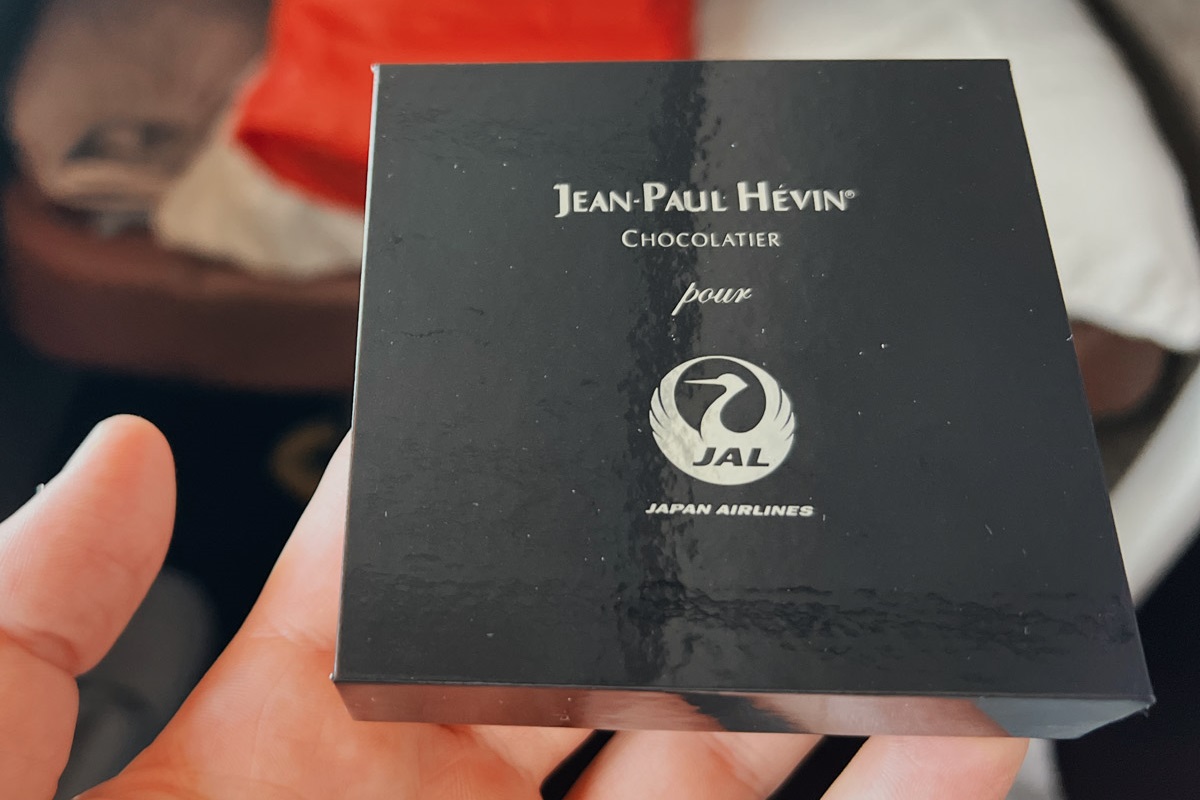 JEAN-PAUL HÉVIN®
CHOCOLATIER
pour
JAL
JAPAN AIRLINES